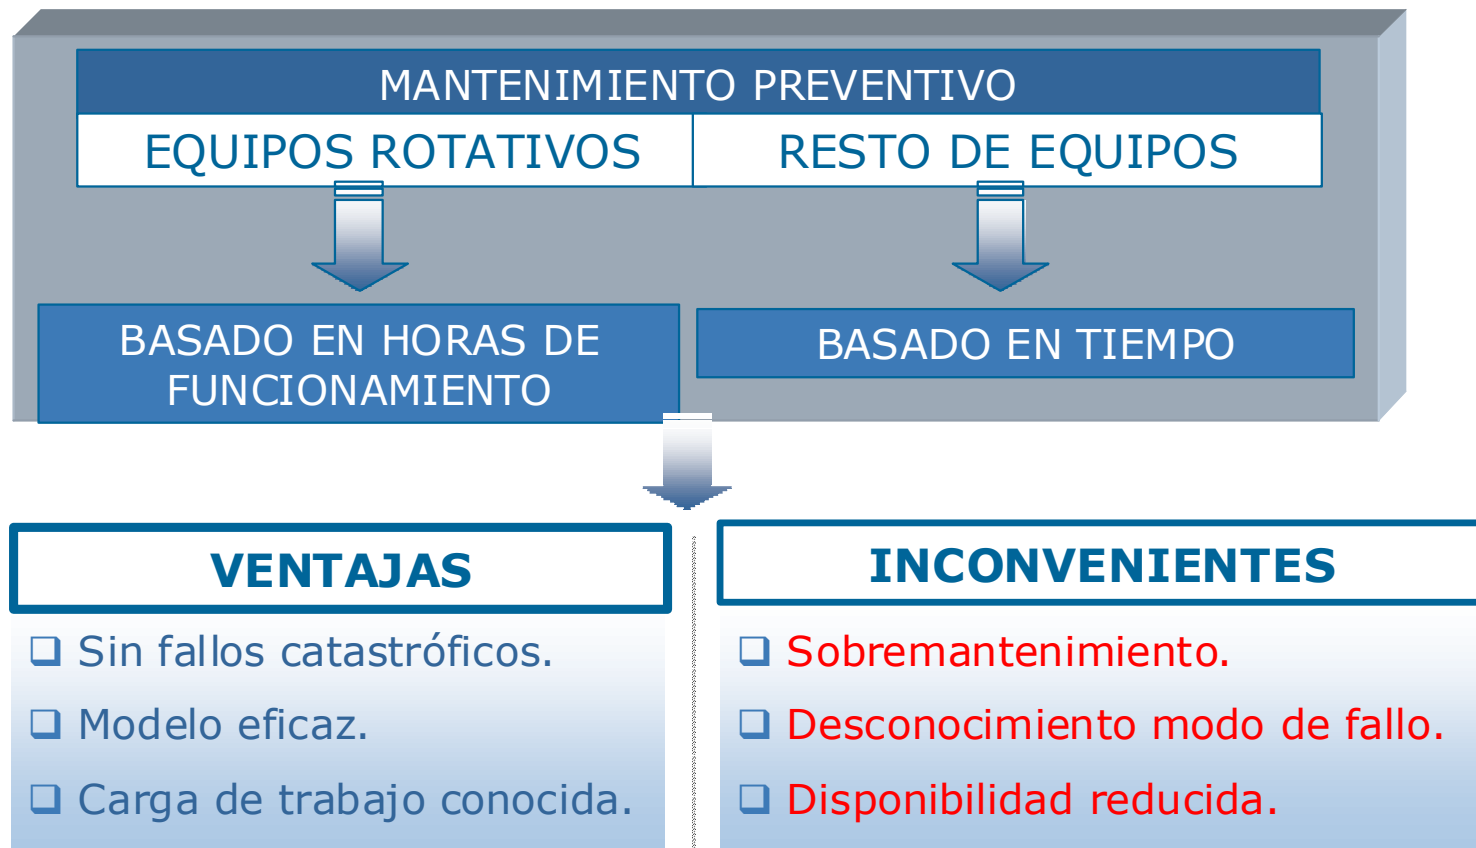 MANTENIMIENTO PREVENTIVO
EQUIPOS ROTATIVOS
RESTO DE EQUIPOS
BASADO EN HORAS DE
FUNCIONAMIENTO
BASADO EN TIEMPO
VENTAJAS
❑ Sin fallos catastróficos.
❑ Modelo eficaz.
❑ Carga de trabajo conocida.
INCONVENIENTES
❑ Sobremantenimiento.
❑ Desconocimiento modo de fallo.
❑ Disponibilidad reducida.